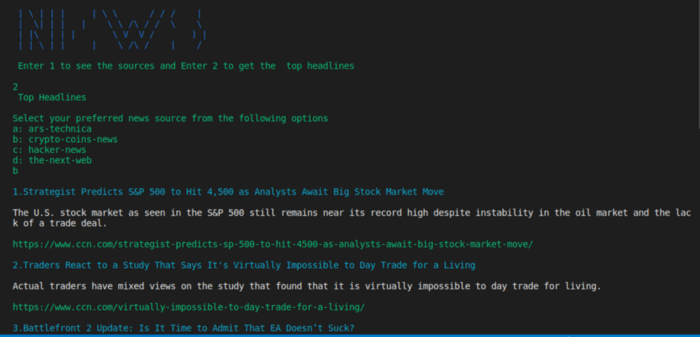 Enter 1 to see the sources and Enter 2 to get the top headlines
2
Top Headlines
Select your preferred news source from the following options
a: ars-technica
b: crypto-coins-news
c: hacker-news
d: the-next-web
b
1.Strategist Predicts S&P 500 to Hit 4,500 as Analysts Await Big Stock Market Move
The U.S. stock market as seen in the S&P 500 still remains near its record high despite instability in the oil market and the lac
k of a trade deal.
https://www.ccn.com/strategist-predicts-sp-500-to-hit-4500-as-analysts-await-big-stock-market-move/
2.Traders React to a Study That Says It's Virtually Impossible to Day Trade for a Living
Actual traders have mixed views on the study that found that it is virtually impossible to day trade for living.
https://www.ccn.com/virtually-impossible-to-day-trade-for-a-living/
3.Battlefront 2 Update: Is It Time to Admit That EA Doesn’t Suck?